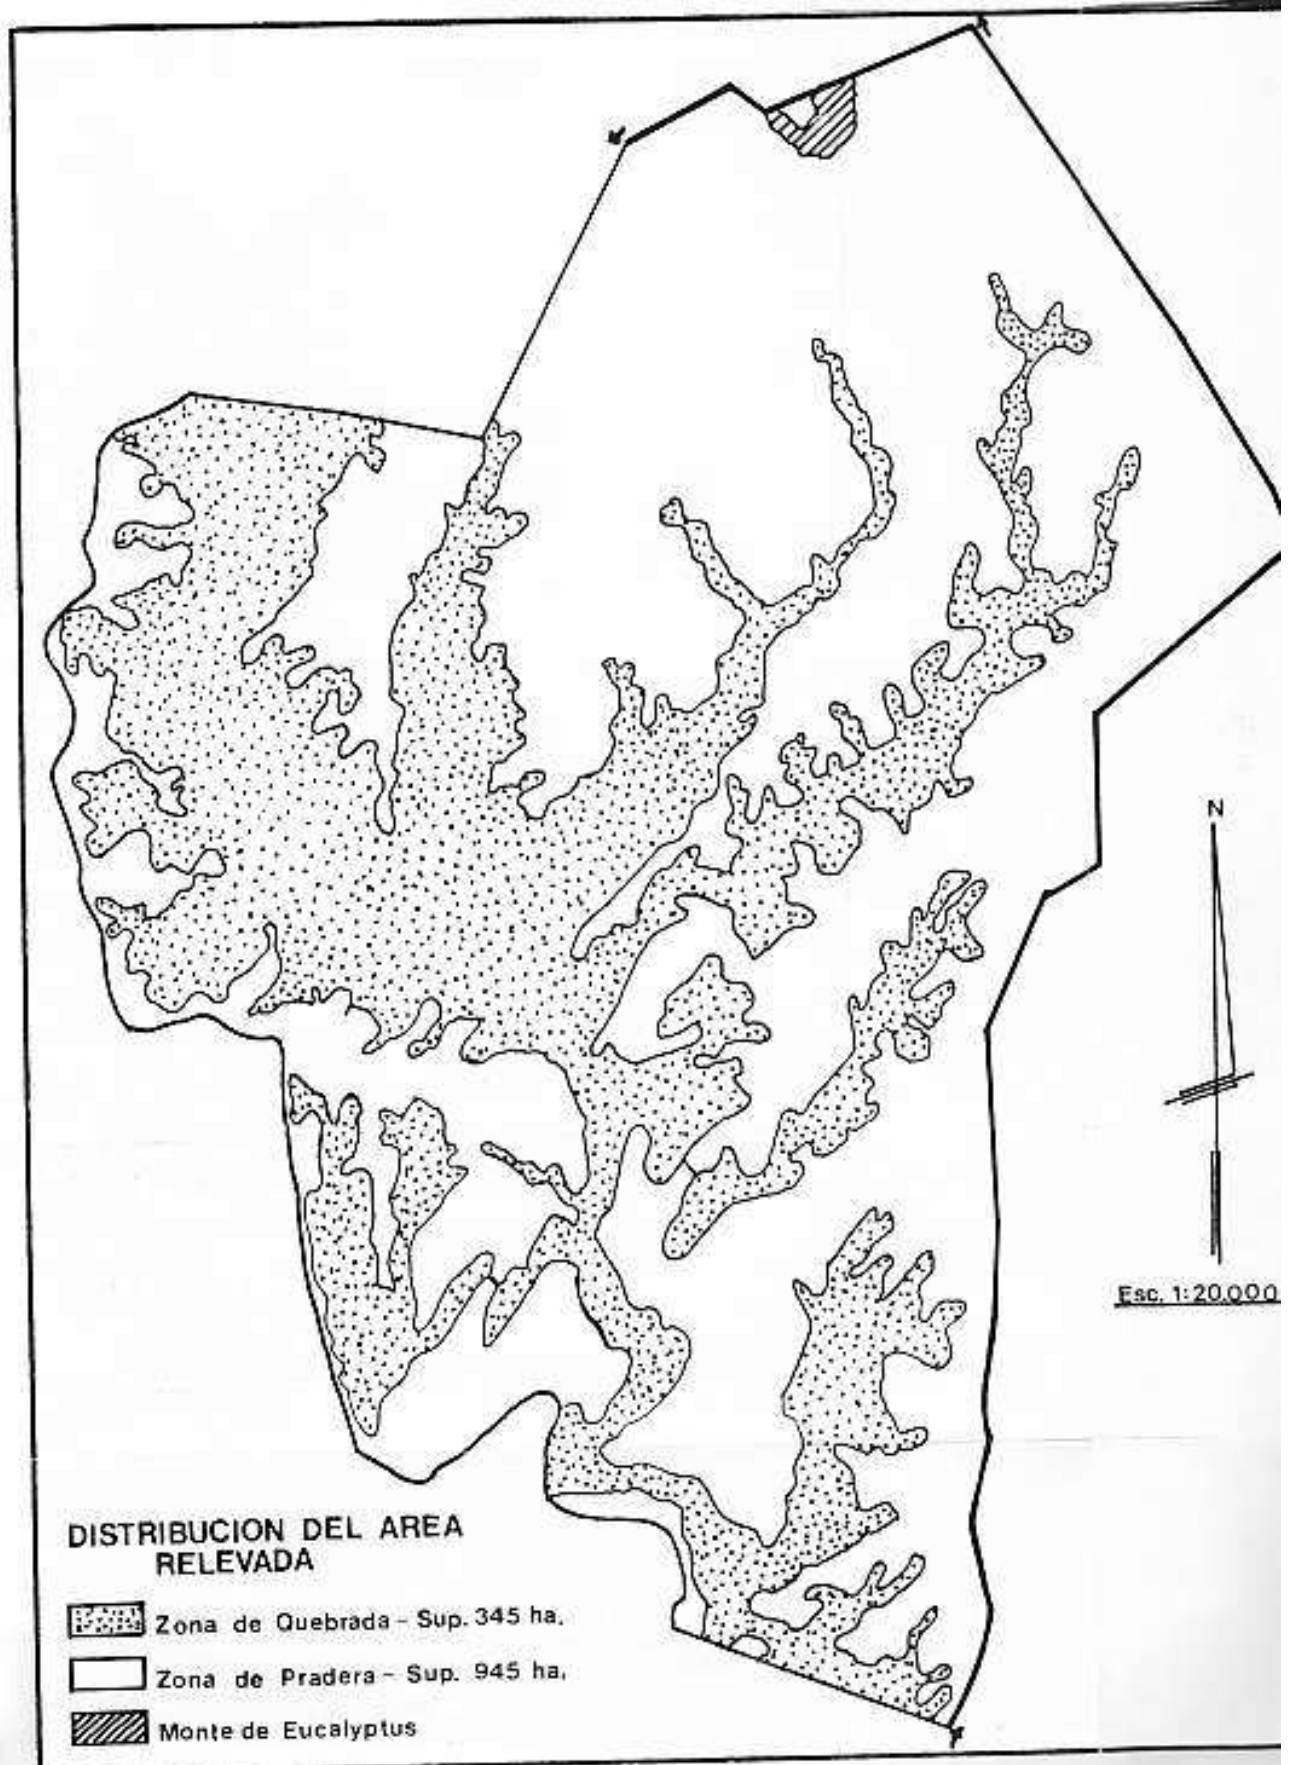 N
Esc. 1:20.000
DISTRIBUCION DEL AREA
RELEVADA
Zona de Quebrada - Sup. 345 ha.
Zona de Pradera - Sup. 945 ha.
Monte de Eucalyptus